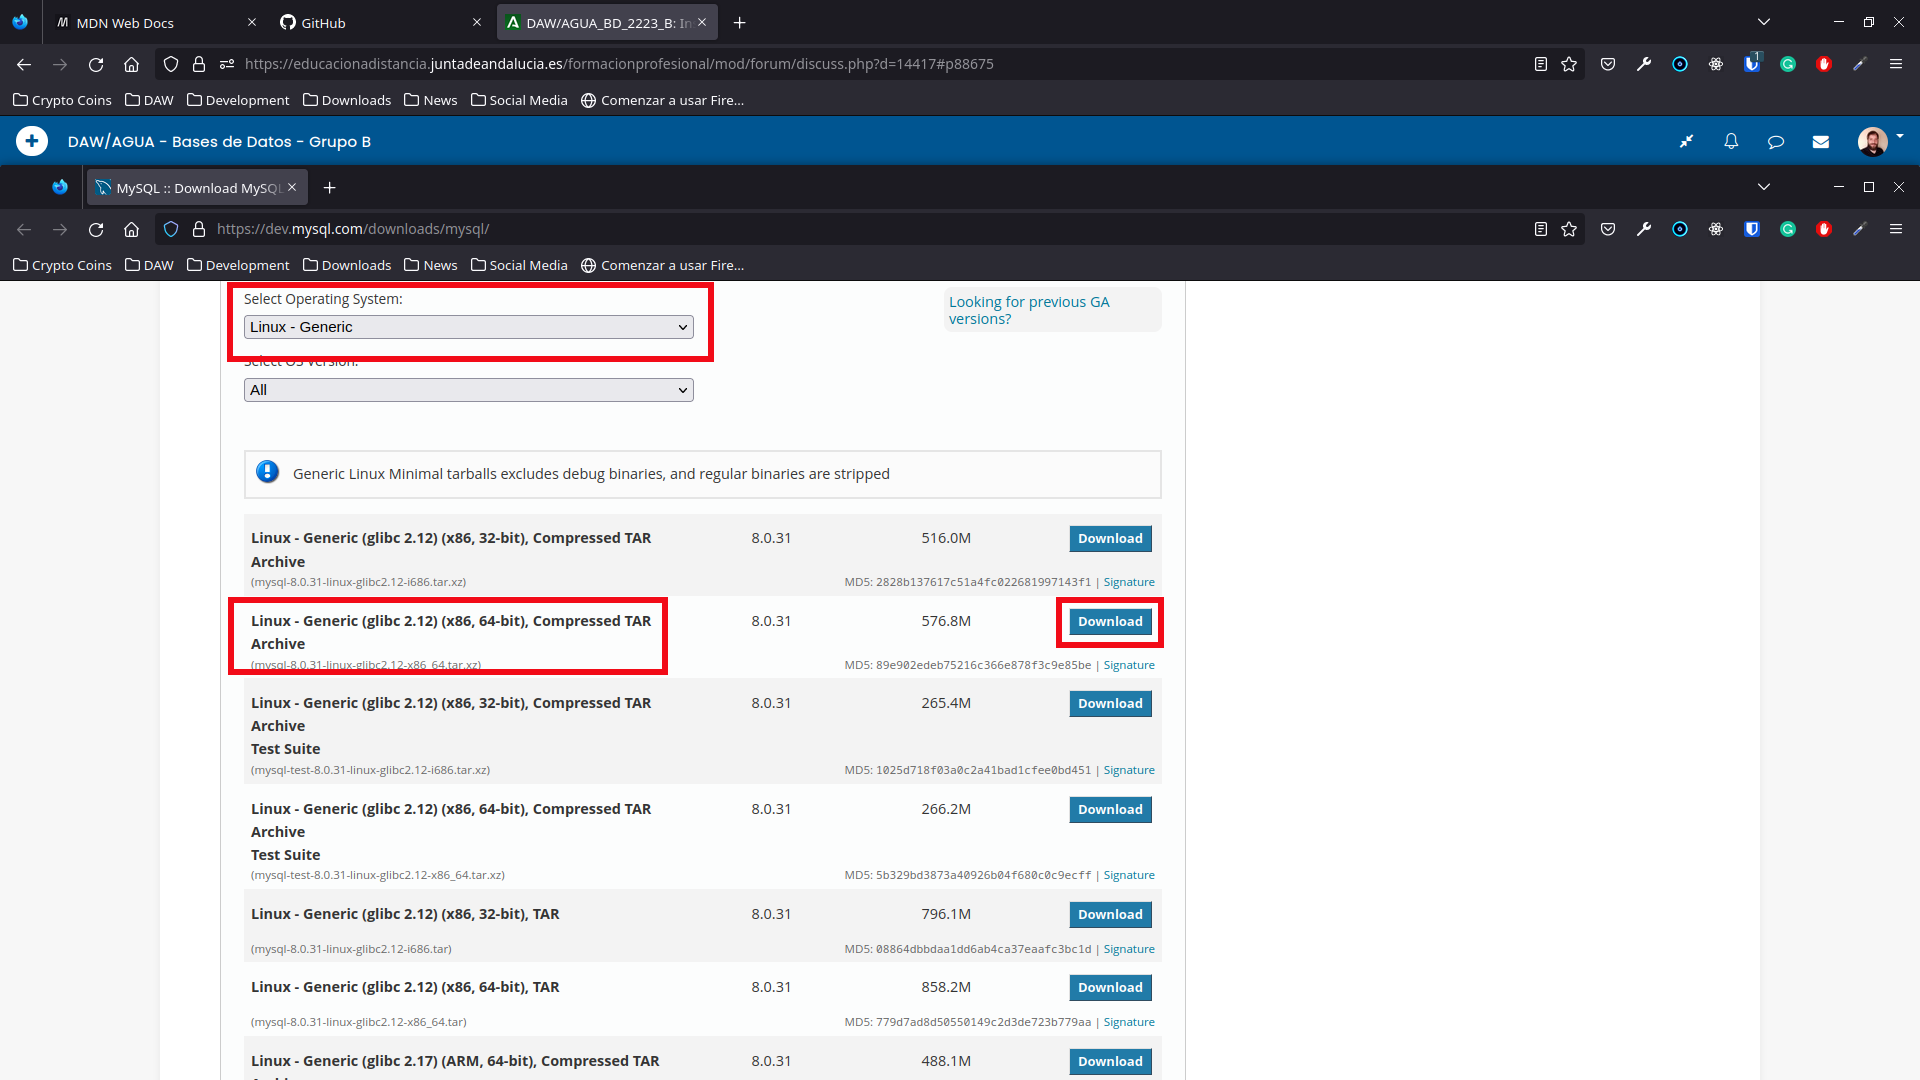 MDN Web Docs
GitHub
DAW/AGUA_BD_2223_B: In
https://educacionadistancia.juntadeandalucia.es/formacionprofesional/mod/forum/discuss.php?d=14417#p88675
1
Crypto Coins DAW Development Downloads News Social Media Comenzar a usar Fire...
DAW/AGUA - Bases de Datos - Grupo B
MySQL :: Download MySQL
https://dev.mysql.com/downloads/mysql/
Crypto Coins DAW Development Downloads News Social Media Comenzar a usar Fire...
Select Operating System:
Linux - Generic
Looking for previous GA
versions?
Select OS Version:
All
Generic Linux Minimal tarballs excludes debug binaries, and regular binaries are stripped
Linux - Generic (glibc 2.12) (x86, 32-bit), Compressed TAR 8.0.31 516.0M Download
Archive
(mysql-8.0.31-linux-glibc2.12-i686.tar.xz) MD5: 2828b137617c51a4fc022681997143f1 | Signature
Linux - Generic (glibc 2.12) (x86, 64-bit), Compressed TAR 8.0.31 576.8M Download
Archive
(mysql-8.0.31-linux-glibc2.12-x86_64.tar.xz) MD5: 89e902edeb75216c366e878f3c9e85be | Signature
Linux - Generic (glibc 2.12) (x86, 32-bit), Compressed TAR 8.0.31 265.4M Download
Archive
Test Suite
(mysql-test-8.0.31-linux-glibc2.12-i686.tar.xz) MD5: 1025d718f03a0c2a41bad1cfee0bd451 | Signature
Linux - Generic (glibc 2.12) (x86, 64-bit), Compressed TAR 8.0.31 266.2M Download
Archive
Test Suite
(mysql-test-8.0.31-linux-glibc2.12-x86_64.tar.xz) MD5: 5b329bd3873a40926b04f680c0c9ecff | Signature
Linux - Generic (glibc 2.12) (x86, 32-bit), TAR 8.0.31 796.1M Download
(mysql-8.0.31-linux-glibc2.12-i686.tar) MD5: 08864dbbdaa1dd6ab4ca37eaafc3bc1d | Signature
Linux - Generic (glibc 2.12) (x86, 64-bit), TAR 8.0.31 858.2M Download
(mysql-8.0.31-linux-glibc2.12-x86_64.tar) MD5: 779d7ad8d50550149c2d3de723b779aa | Signature
Linux - Generic (glibc 2.17) (ARM, 64-bit), Compressed TAR 8.0.31 488.1M Download